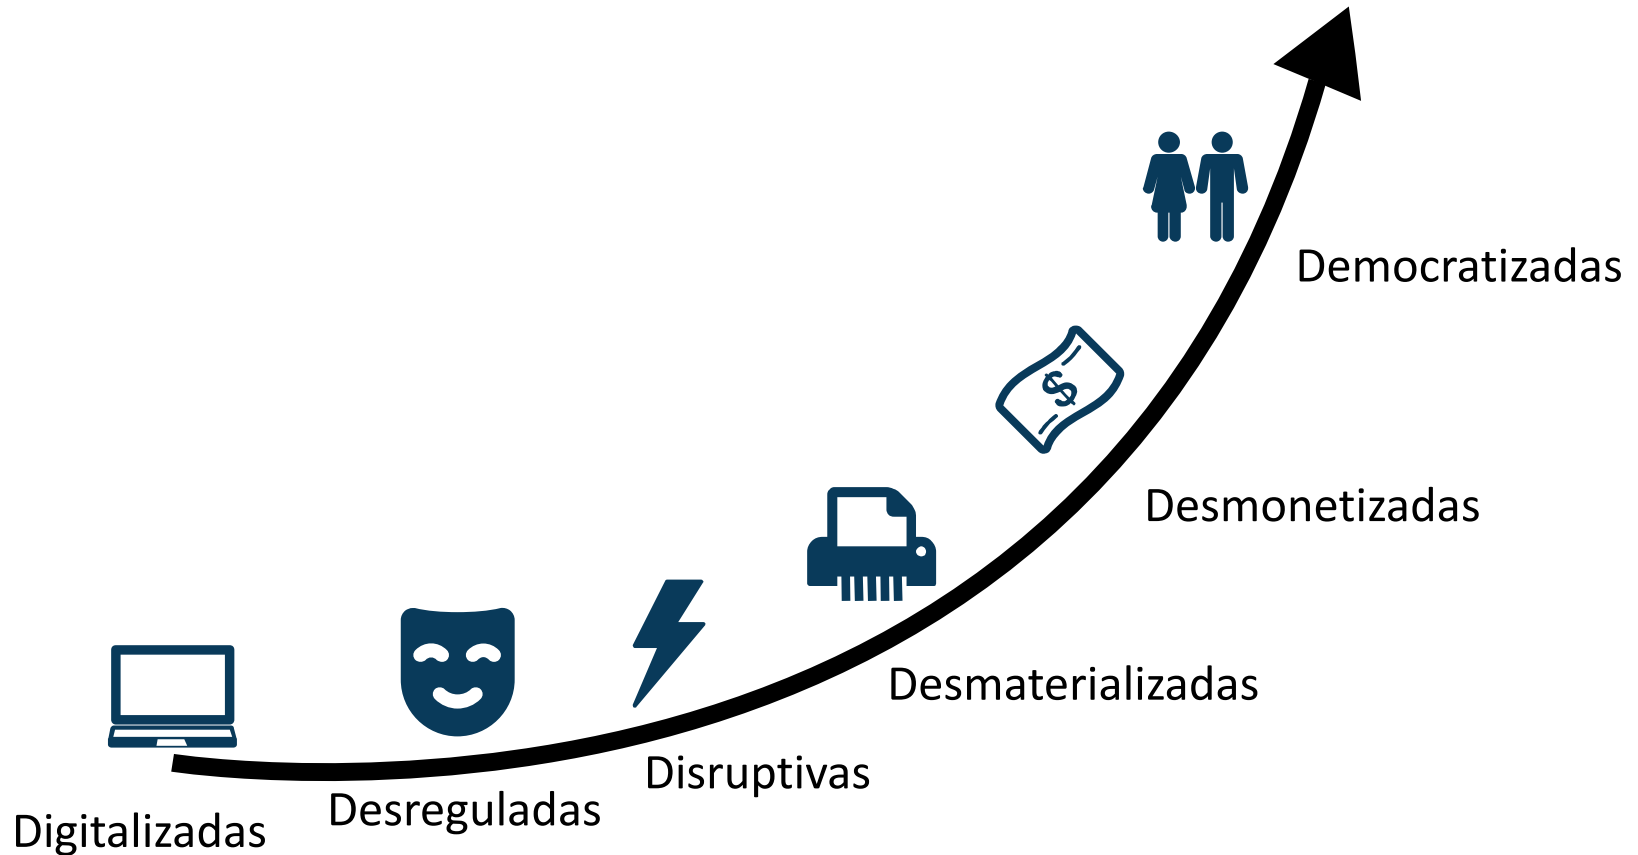 Digitalizadas
Desreguladas
Disruptivas
Desmaterializadas
Desmonetizadas
Democratizadas
$